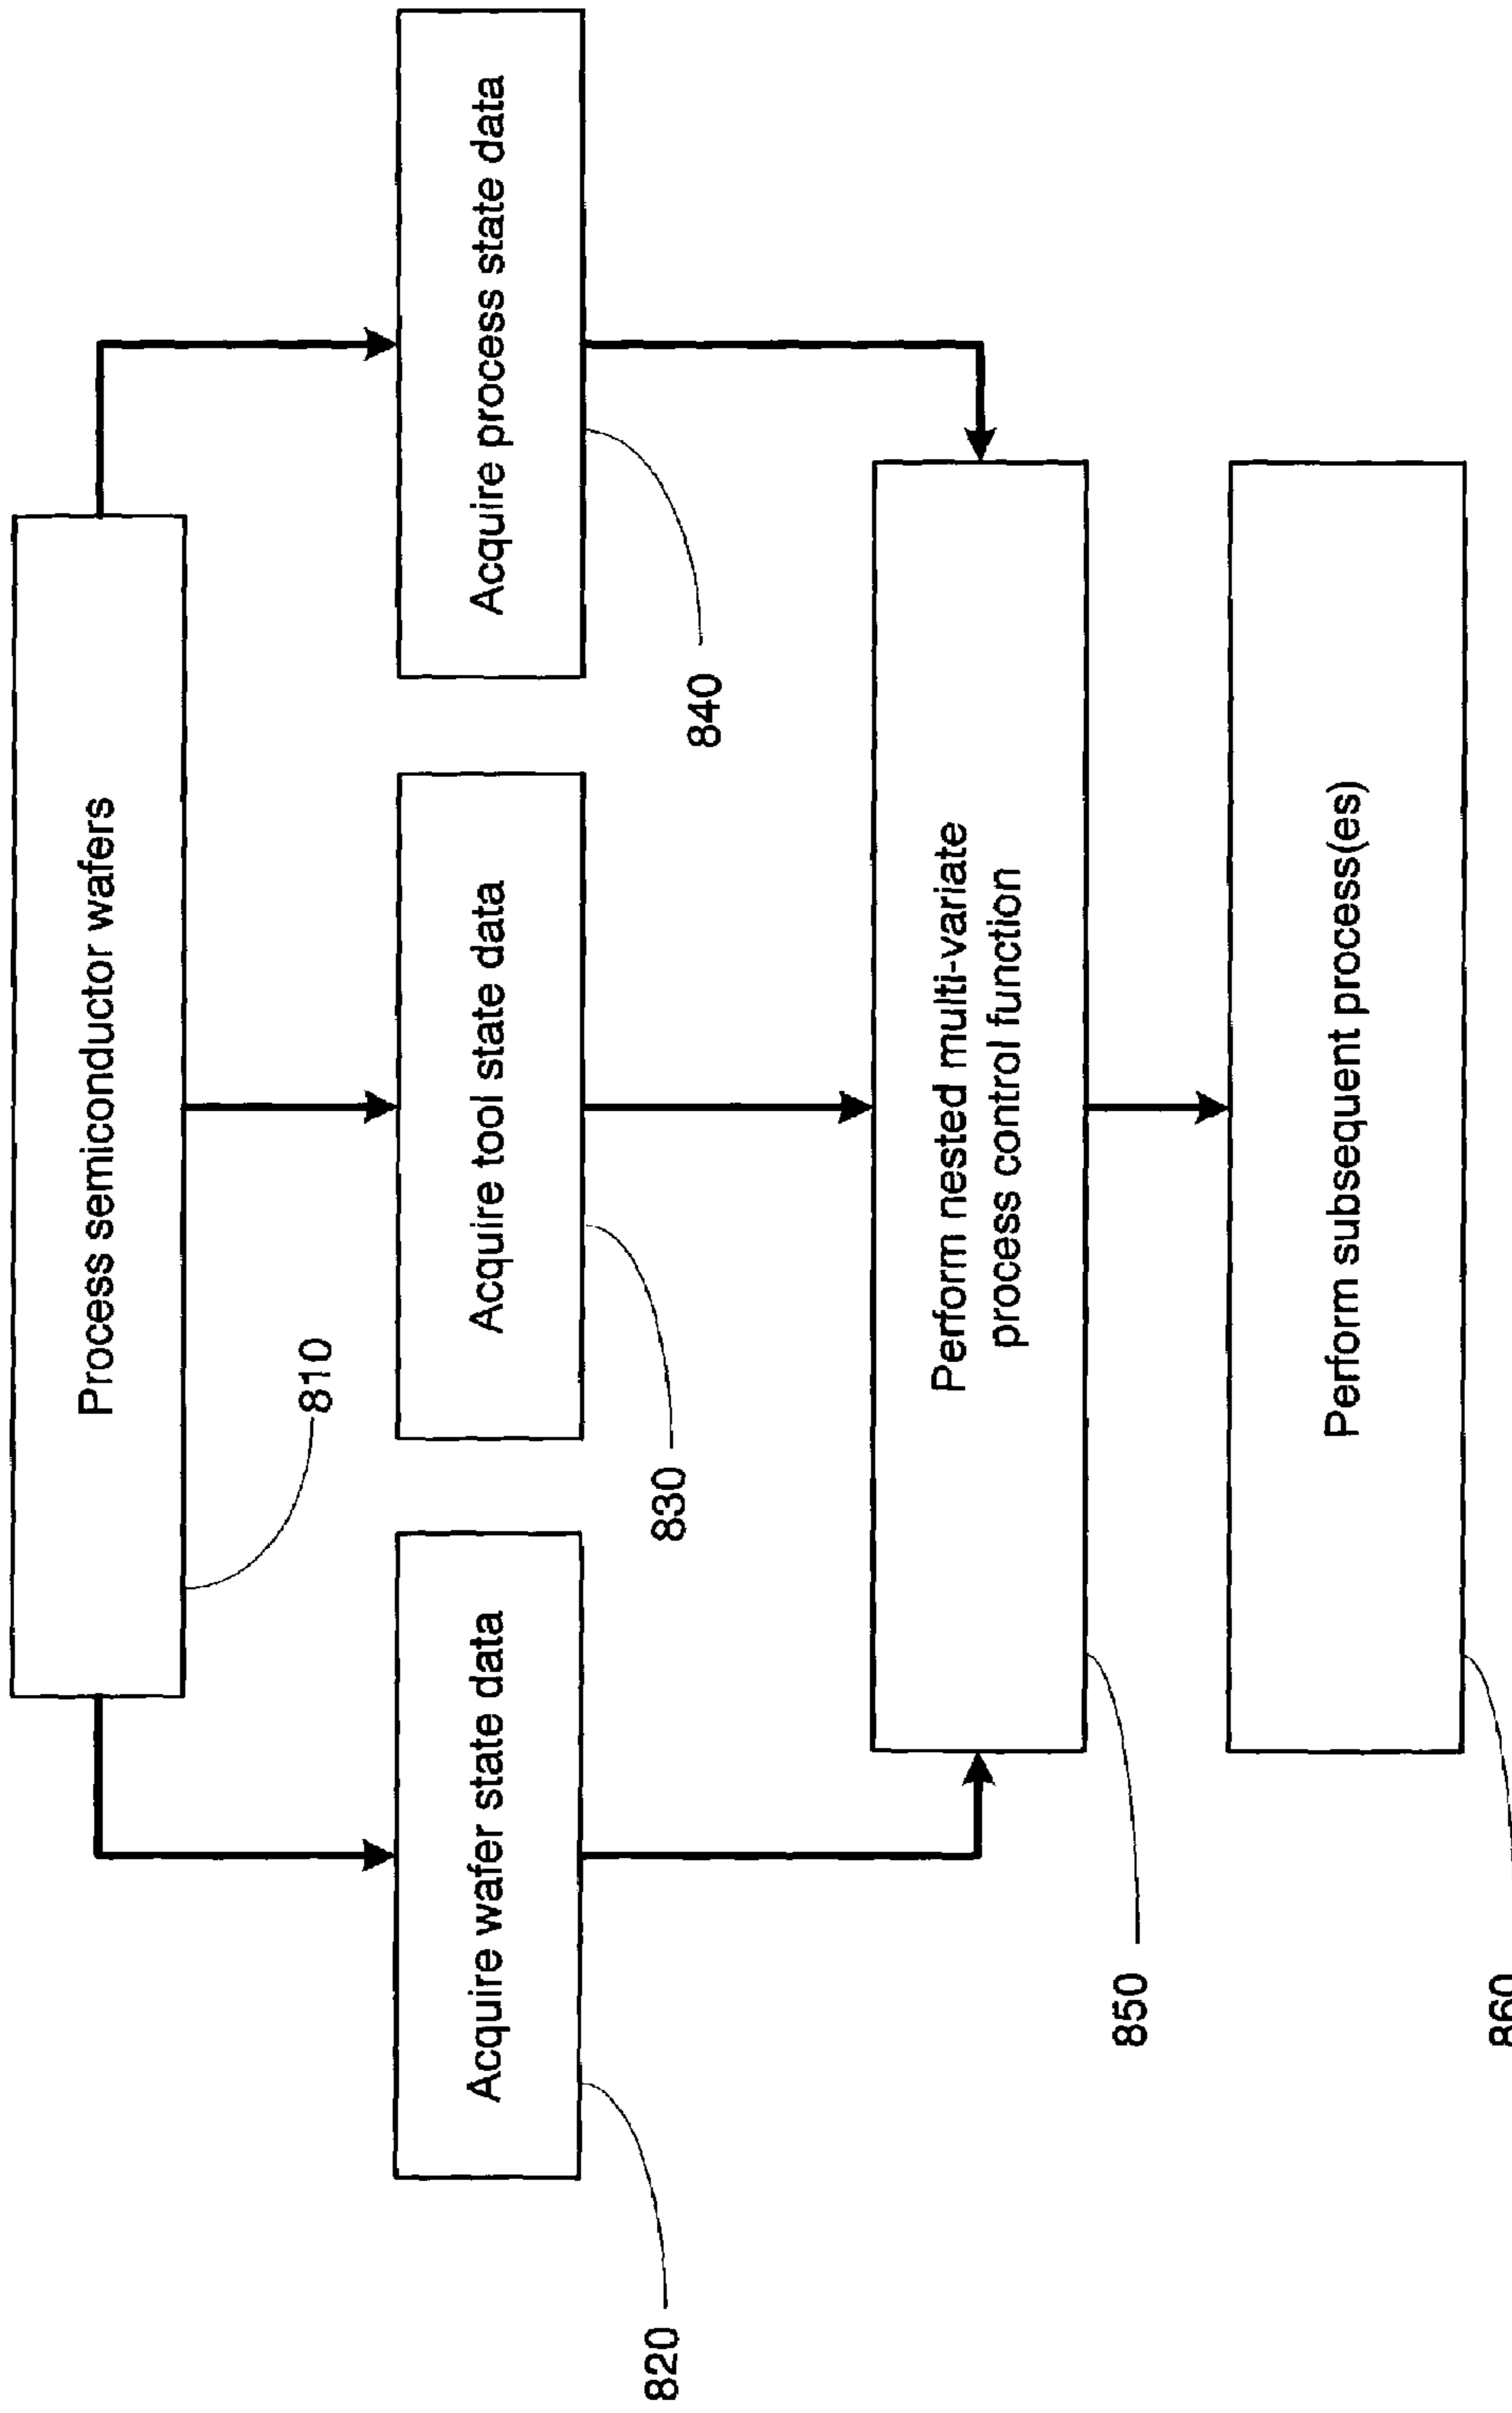 Process semiconductor wafers
810
Acquire wafer state data
Acquire tool state data
Acquire process state data
820
830
840
Perform nested multi-variate
process control function
850
Perform subsequent process(es)
860